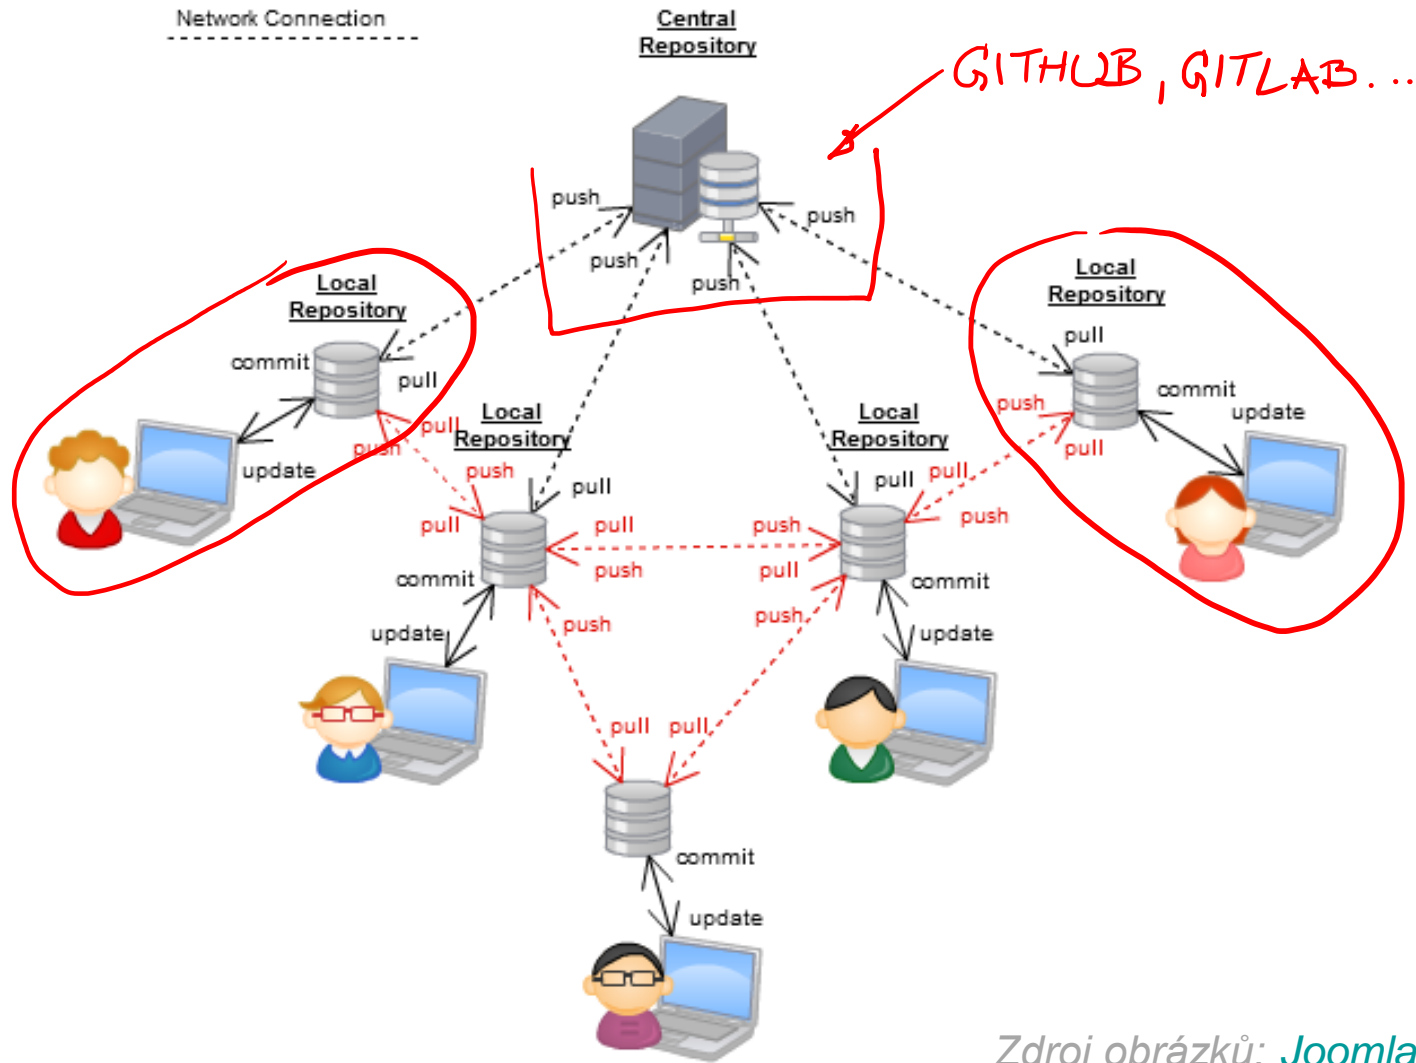 Network Connection
Central
Repository
GITHUB, GITLAB...
push
push
push
push
Local
Repository
commit
pull
update
Local
Repository
pull
commit
update
Local
Repository
pull
push
push
pull
pull
commit
update
Local
Repository
pull
pull
push
commit
update
push
pull
pull
push
push
pull
push
push
pull
pull
commit
update
Zdroj obrázků: Joomla